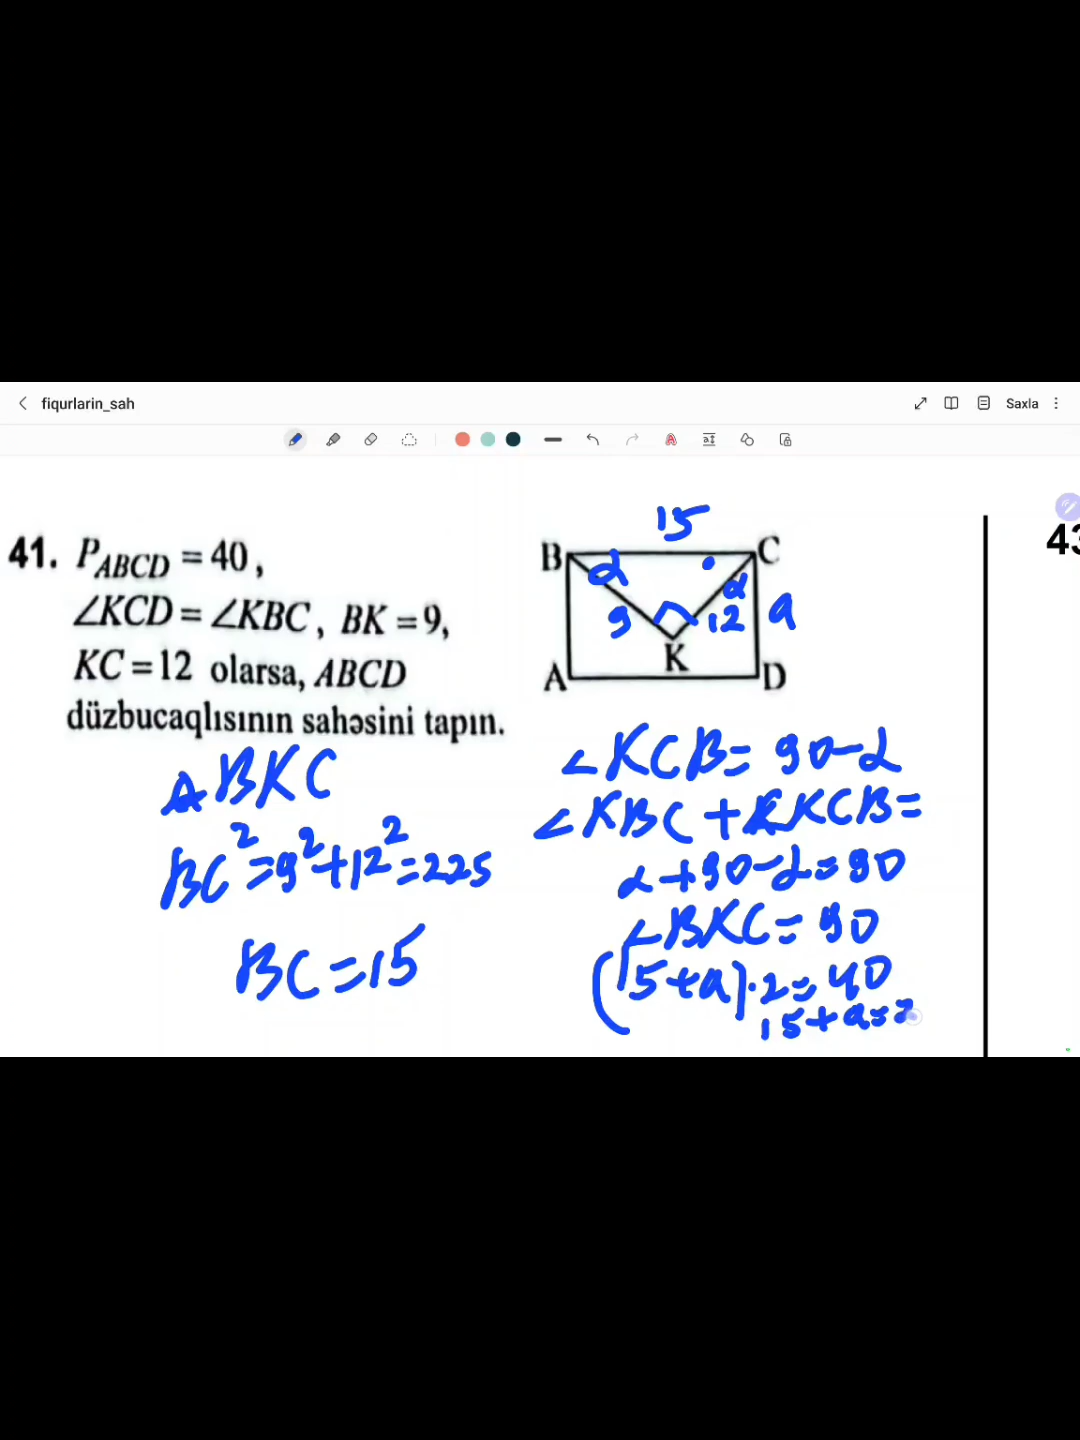 fiqurlarin_sah
Saxla
41. P_ABCD = 40,
∠KCD = ∠KBC, BK = 9,
KC = 12 olarsa, ABCD
düzbucaqlısının sahəsini tapın.
15
B
C
α
α
9
12
a
K
A
D
43
△BKC
BC² = 9² + 12² = 225
BC = 15
∠KCB = 90 - α
∠KBC + ∠KCB =
α + 90 - α = 90
∠BKC = 90
(15 + a) · 2 = 40
15 + a = 2